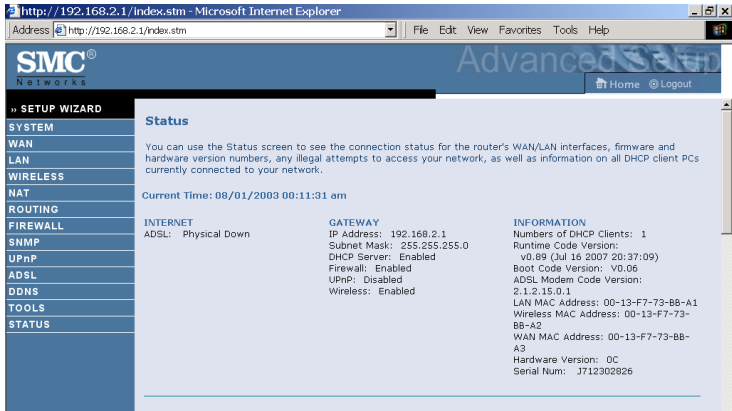 http://192.168.2.1/index.stm - Microsoft Internet Explorer
Address http://192.168.2.1/index.stm File Edit View Favorites Tools Help
SMC®
Networks
Advanced Setup
Home Logout
» SETUP WIZARD
SYSTEM
WAN
LAN
WIRELESS
NAT
ROUTING
FIREWALL
SNMP
UPnP
ADSL
DDNS
TOOLS
STATUS
Status
You can use the Status screen to see the connection status for the router's WAN/LAN interfaces, firmware and
hardware version numbers, any illegal attempts to access your network, as well as information on all DHCP client PCs
currently connected to your network.
Current Time: 08/01/2003 00:11:31 am
INTERNET
ADSL: Physical Down
GATEWAY
IP Address: 192.168.2.1
Subnet Mask: 255.255.255.0
DHCP Server: Enabled
Firewall: Enabled
UPnP: Disabled
Wireless: Enabled
INFORMATION
Numbers of DHCP Clients: 1
Runtime Code
Version:
v0.89 (Jul 16 2007 20:37:09)
Boot Code Version: V0.06
ADSL Modem Code Version:
2.1.2.15.0.1
LAN MAC Address: 00-13-F7-73-BB-A1
Wireless MAC Address: 00-13-F7-73-
BB-A2
WAN MAC Address: 00-13-F7-73-BB-
A3
Hardware Version: 0C
Serial Num: J712302826